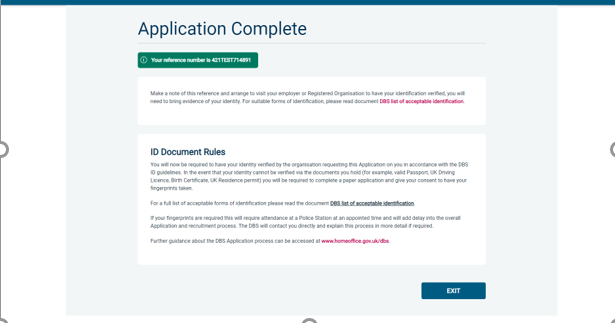 Application Complete
Your reference number is 421TEST714891
Make a note of this reference and arrange to visit your employer or Registered Organisation to have your identification verified, you will
need to bring evidence of your identity. For suitable forms of identification, please read document DBS list of acceptable identification.
ID Document Rules
You will now be required to have your identity verified by the organisation requesting this Application on you in accordance with the DBS
ID guidelines. In the event that your identity cannot be verified via the documents you hold (for example, valid Passport, UK Driving
Licence, Birth Certificate, UK Residence permit) you will be required to complete a paper application and give your consent to have your
fingerprints taken.
For a full list of acceptable forms of identification please read the document DBS list of acceptable identification.
If your fingerprints are required this will require attendance at a Police Station at an appointed time and will add delay into the overall
Application and recruitment process. The DBS will contact you directly and explain this process in more detail if required.
Further guidance about the DBS Application process can be accessed at www.homeoffice.gov.uk/dbs.
EXIT